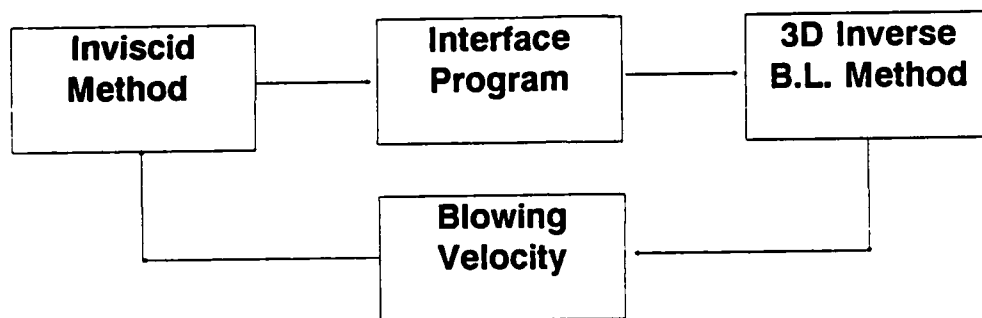 Inviscid
Method
Interface
Program
3D Inverse
B.L. Method
Blowing
Velocity